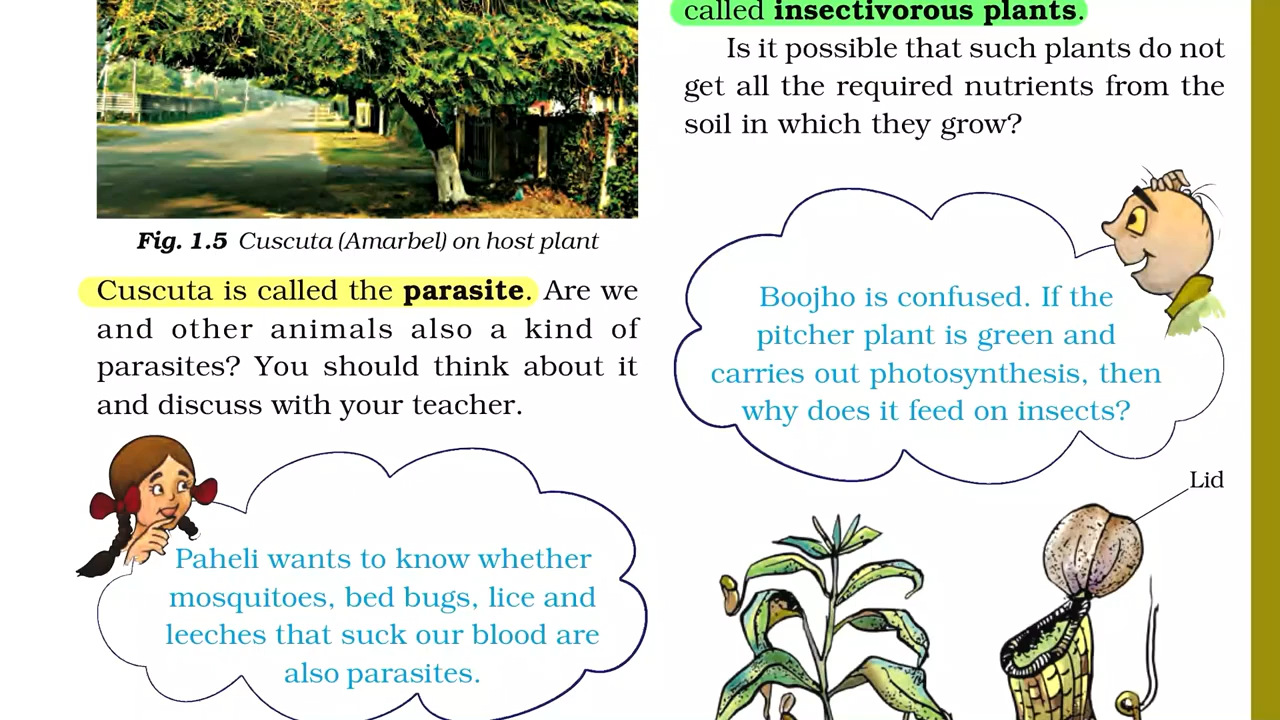 Fig. 1.5 Cuscuta (Amarbel) on host plant
Cuscuta is called the parasite. Are we
and other animals also a kind of
parasites? You should think about it
and discuss with your teacher.
Paheli wants to know whether
mosquitoes, bed bugs, lice and
leeches that suck our blood are
also parasites.
called insectivorous plants.
Is it possible that such plants do not
get all the required nutrients from the
soil in which they grow?
Boojho is confused. If the
pitcher plant is green and
carries out photosynthesis, then
why does it feed on insects?
Lid